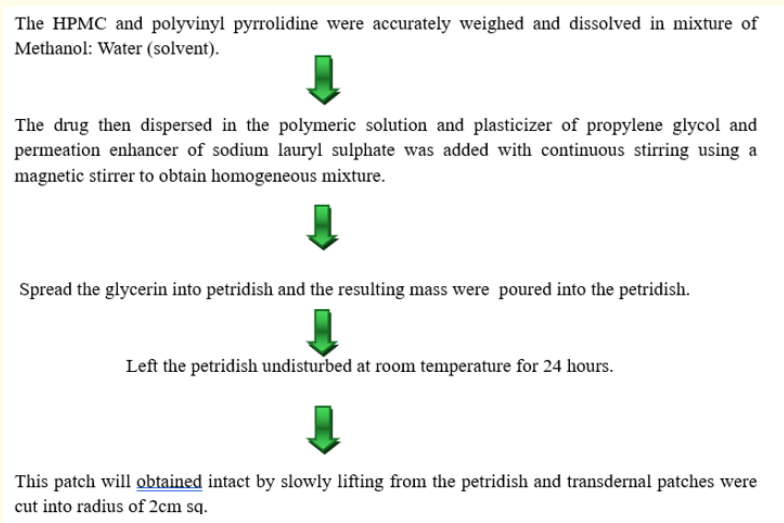 The HPMC and polyvinyl pyrrolidine were accurately weighed and dissolved in mixture of
Methanol: Water (solvent).
The drug then dispersed in the polymeric solution and plasticizer of propylene glycol and
permeation enhancer of sodium lauryl sulphate was added with continuous stirring using a
magnetic stirrer to obtain homogeneous mixture.
Spread the glycerin into petridish and the resulting mass were poured into the petridish.
Left the petridish undisturbed at room temperature for 24 hours.
This patch will obtained intact by slowly lifting from the petridish and transdernal patches were
cut into radius of 2cm sq.